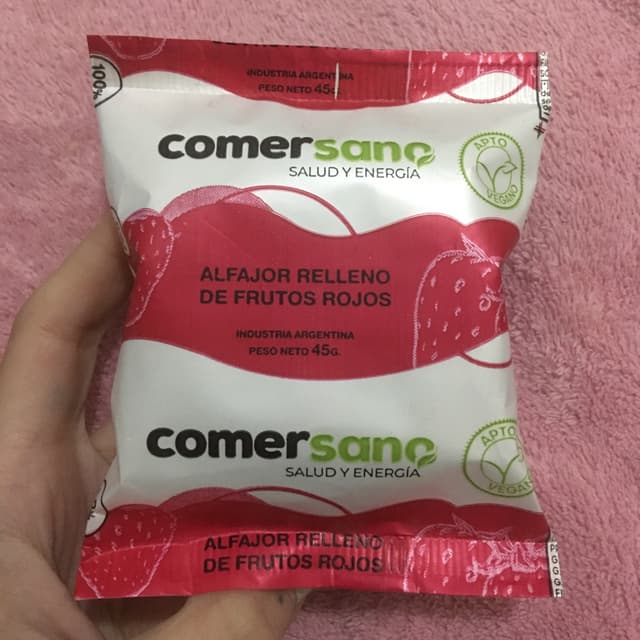 100%
INDUSTRIA ARGENTINA
PESO NETO 45G.
comersano
SALUD Y ENERGÍA
APTO
VEGANO
ALFAJOR RELLENO
DE FRUTOS ROJOS
INDUSTRIA ARGENTINA
PESO NETO 45G.
comersano
SALUD Y ENERGÍA
APTO
VEGANO
ALFAJOR RELLENO
DE FRUTOS ROJOS